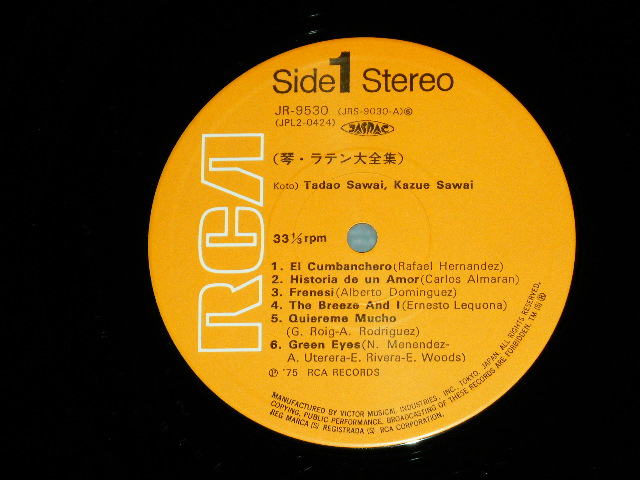 Side 1 Stereo
JR-9530 (JRS-9030-A)⑥
(JPL2-0424) JASRAC
(琴・ラテン大全集)
Koto) Tadao Sawai, Kazue Sawai
RCA
33⅓ rpm
1. El Cumbanchero (Rafael Hernandez)
2. Historia de un Amor (Carlos Almaran)
3. Frenesi (Alberto Dominguez)
4. The Breeze And I (Ernesto Lequona)
5. Quiereme Mucho
(G. Roig-A. Rodriguez)
6. Green Eyes (N. Menendez-
A. Uterera-E. Rivera-E. Woods)
Ⓟ '75 RCA RECORDS
MANUFACTURED BY VICTOR MUSICAL INDUSTRIES, INC., TOKYO, JAPAN. ALL RIGHTS RESERVED.
COPYING, PUBLIC PERFORMANCE, BROADCASTING OF THESE RECORDS ARE FORBIDDEN. TM (S) ®
REG MARCA (S) REGISTRADA (S) RCA CORPORATION.